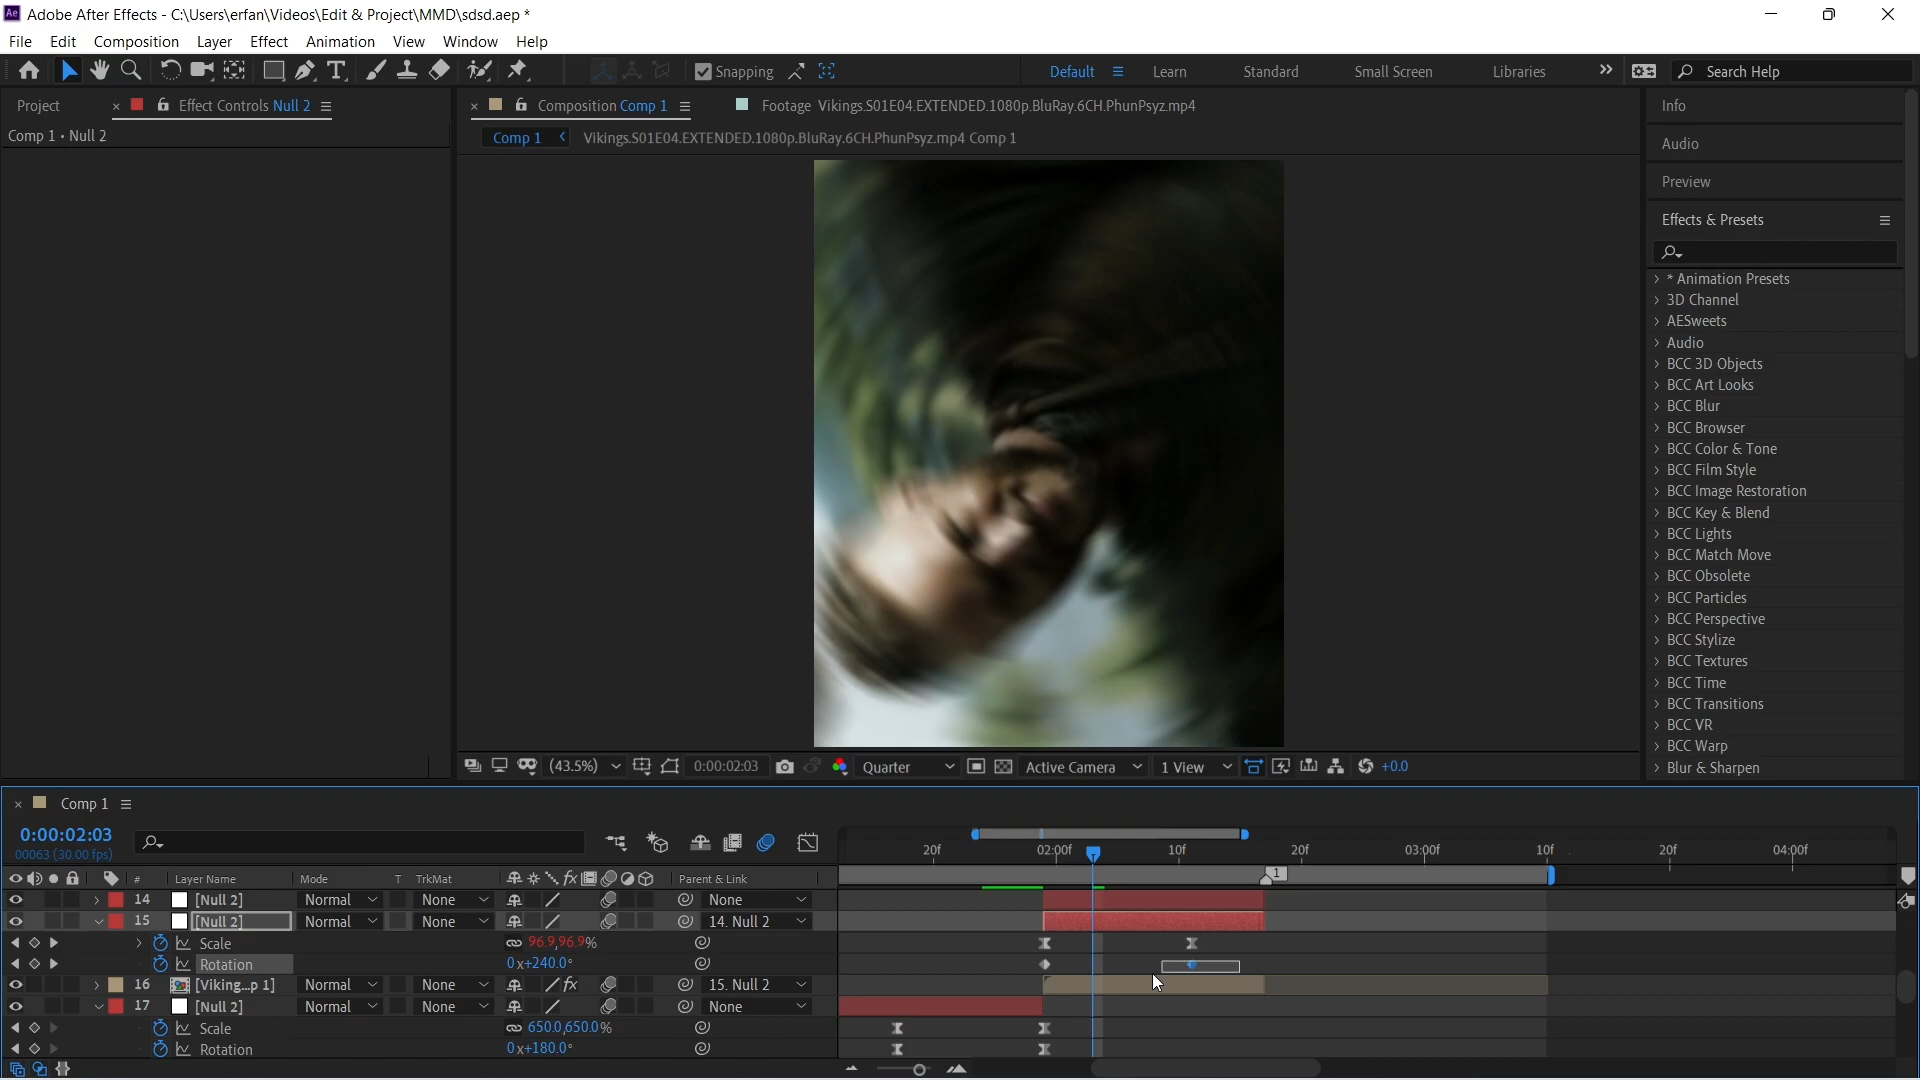 Adobe After Effects - C:\Users\erfan\Videos\Edit & Project\MMD\sdsd.aep *
File Edit Composition Layer Effect Animation View Window Help
Snapping Default Learn Standard Small Screen Libraries Search Help
Project Effect Controls Null 2 Composition Comp 1 Footage Vikings.S01E04.EXTENDED.1080p.BluRay.6CH.PhunPsyz.mp4 Info
Comp 1 • Null 2 Comp 1 Vikings.S01E04.EXTENDED.1080p.BluRay.6CH.PhunPsyz.mp4 Comp 1
Audio
Preview
Effects & Presets
* Animation Presets
3D Channel
AESweets
Audio
BCC 3D Objects
BCC Art Looks
BCC Blur
BCC Browser
BCC Color & Tone
BCC Film Style
BCC Image Restoration
BCC Key & Blend
BCC Lights
BCC Match Move
BCC Obsolete
BCC Particles
BCC Perspective
BCC Stylize
BCC Textures
BCC Time
BCC Transitions
BCC VR
BCC Warp
Blur & Sharpen
(43.5%) 0:00:02:03 Quarter Active Camera 1 View +0.0
Comp 1
0:00:02:03
00063 (30.00 fps)
20f 02:00f 10f 20f 03:00f 10f 20f 04:00f
# Layer Name Mode T TrkMat fx Parent & Link 1
14 [Null 2] Normal None None
15 [Null 2] Normal None 14. Null 2
Scale 96.9,96.9%
Rotation 0x+240.0°
16 [Viking...p 1] Normal None fx 15. Null 2
17 [Null 2] Normal None None
Scale 650.0,650.0%
Rotation 0x+180.0°